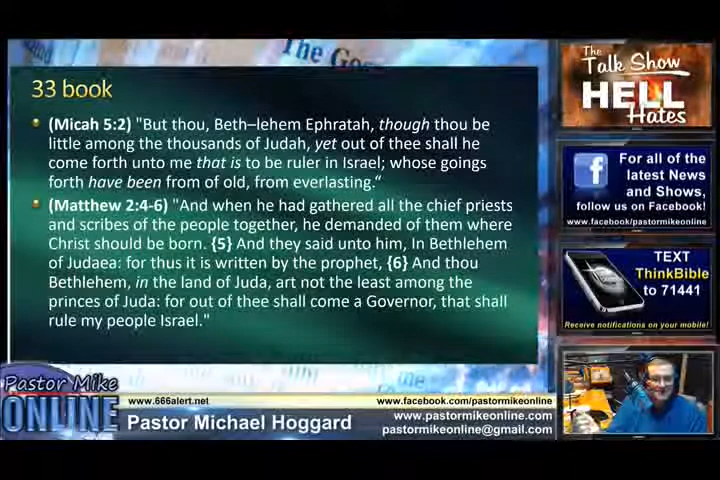 The Gos
33 book
(Micah 5:2) "But thou, Beth–lehem Ephratah, though thou be
little among the thousands of Judah, yet out of thee shall he
come forth unto me that is to be ruler in Israel; whose goings
forth have been from of old, from everlasting.“
(Matthew 2:4-6) "And when he had gathered all the chief priests
and scribes of the people together, he demanded of them where
Christ should be born. {5} And they said unto him, In Bethlehem
of Judaea: for thus it is written by the prophet, {6} And thou
Bethlehem, in the land of Juda, art not the least among the
princes of Juda: for out of thee shall come a Governor, that shall
rule my people Israel."
The
Talk Show
HELL
Hates
For all of the
latest News
and Shows,
follow us on Facebook!
www.facebook/pastormikeonline
TEXT
ThinkBible
to 71441
Receive notifications on your mobile!
Pastor Mike
ONLINE
www.666alert.net
www.facebook.com/pastormikeonline
Pastor Michael Hoggard
www.pastormikeonline.com
pastormikeonline@gmail.com